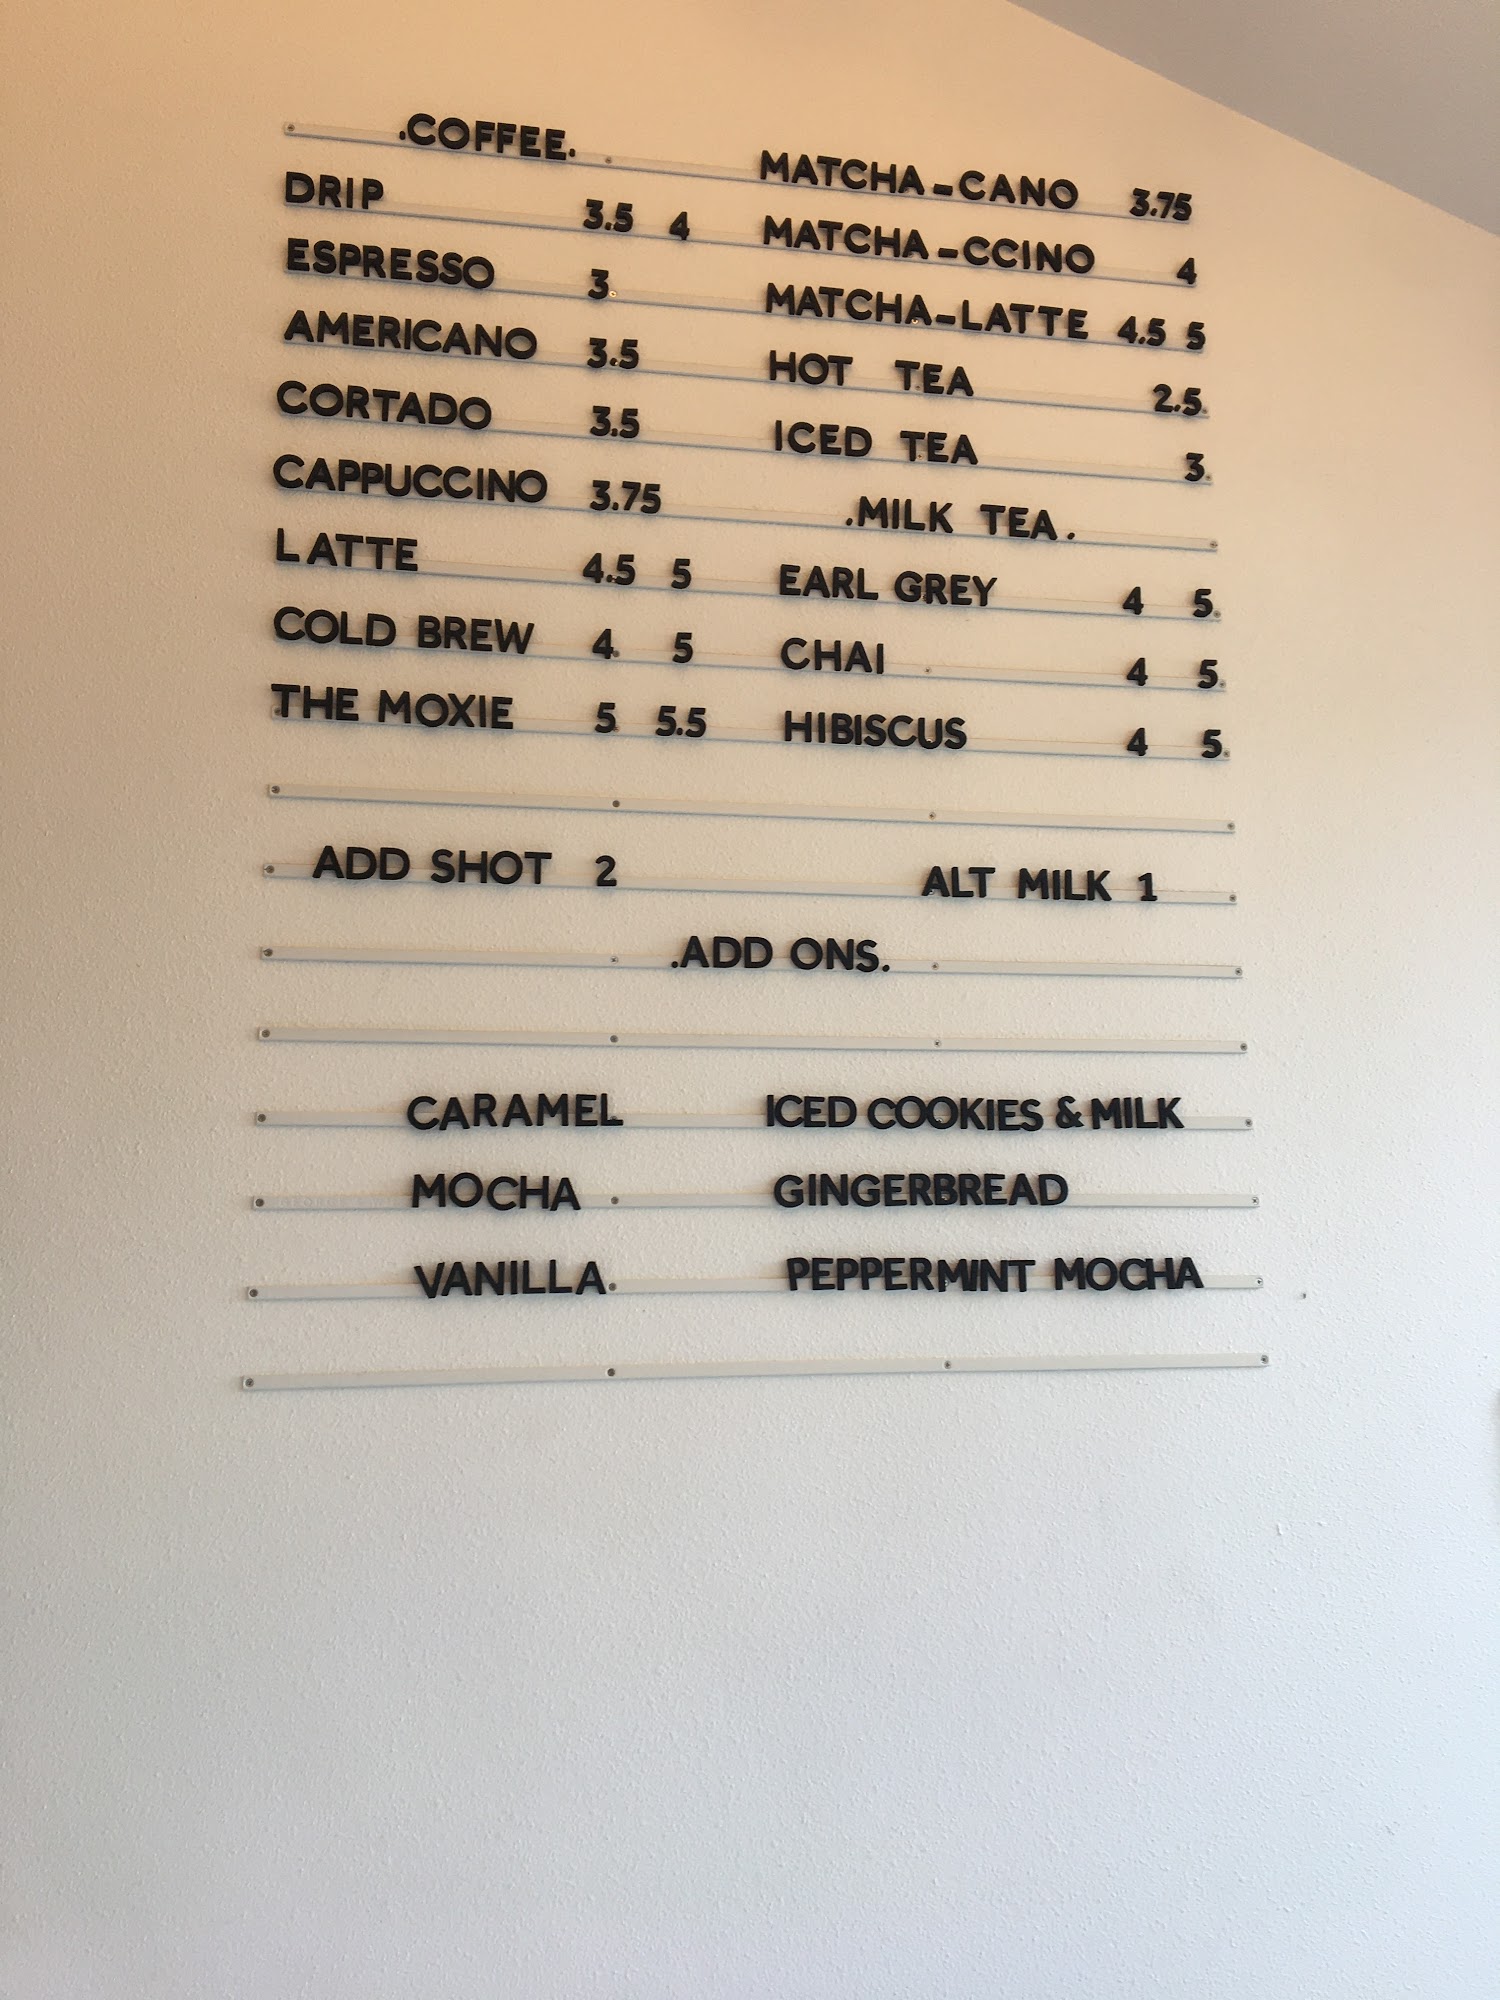 .COFFEE.
DRIP 3.5 4
ESPRESSO 3
AMERICANO 3.5
CORTADO 3.5
CAPPUCCINO 3.75
LATTE 4.5 5
COLD BREW 4 5
THE MOXIE 5 5.5
MATCHA-CANO 3.75
MATCHA-CCINO 4
MATCHA-LATTE 4.5 5
HOT TEA 2.5
ICED TEA 3
.MILK TEA.
EARL GREY 4 5
CHAI 4 5
HIBISCUS 4 5
ADD SHOT 2
ALT MILK 1
.ADD ONS.
CARAMEL
MOCHA
VANILLA
ICED COOKIES & MILK
GINGERBREAD
PEPPERMINT MOCHA